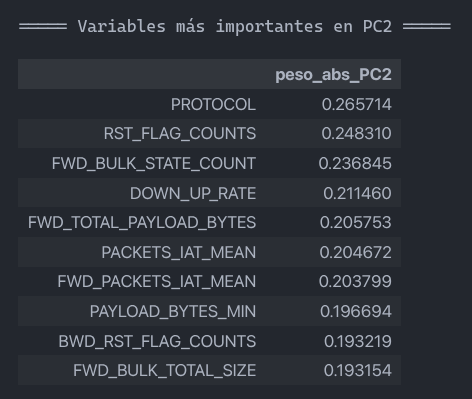 ═════ Variables más importantes en PC2 ═════
peso_abs_PC2
PROTOCOL 0.265714
RST_FLAG_COUNTS 0.248310
FWD_BULK_STATE_COUNT 0.236845
DOWN_UP_RATE 0.211460
FWD_TOTAL_PAYLOAD_BYTES 0.205753
PACKETS_IAT_MEAN 0.204672
FWD_PACKETS_IAT_MEAN 0.203799
PAYLOAD_BYTES_MIN 0.196694
BWD_RST_FLAG_COUNTS 0.193219
FWD_BULK_TOTAL_SIZE 0.193154